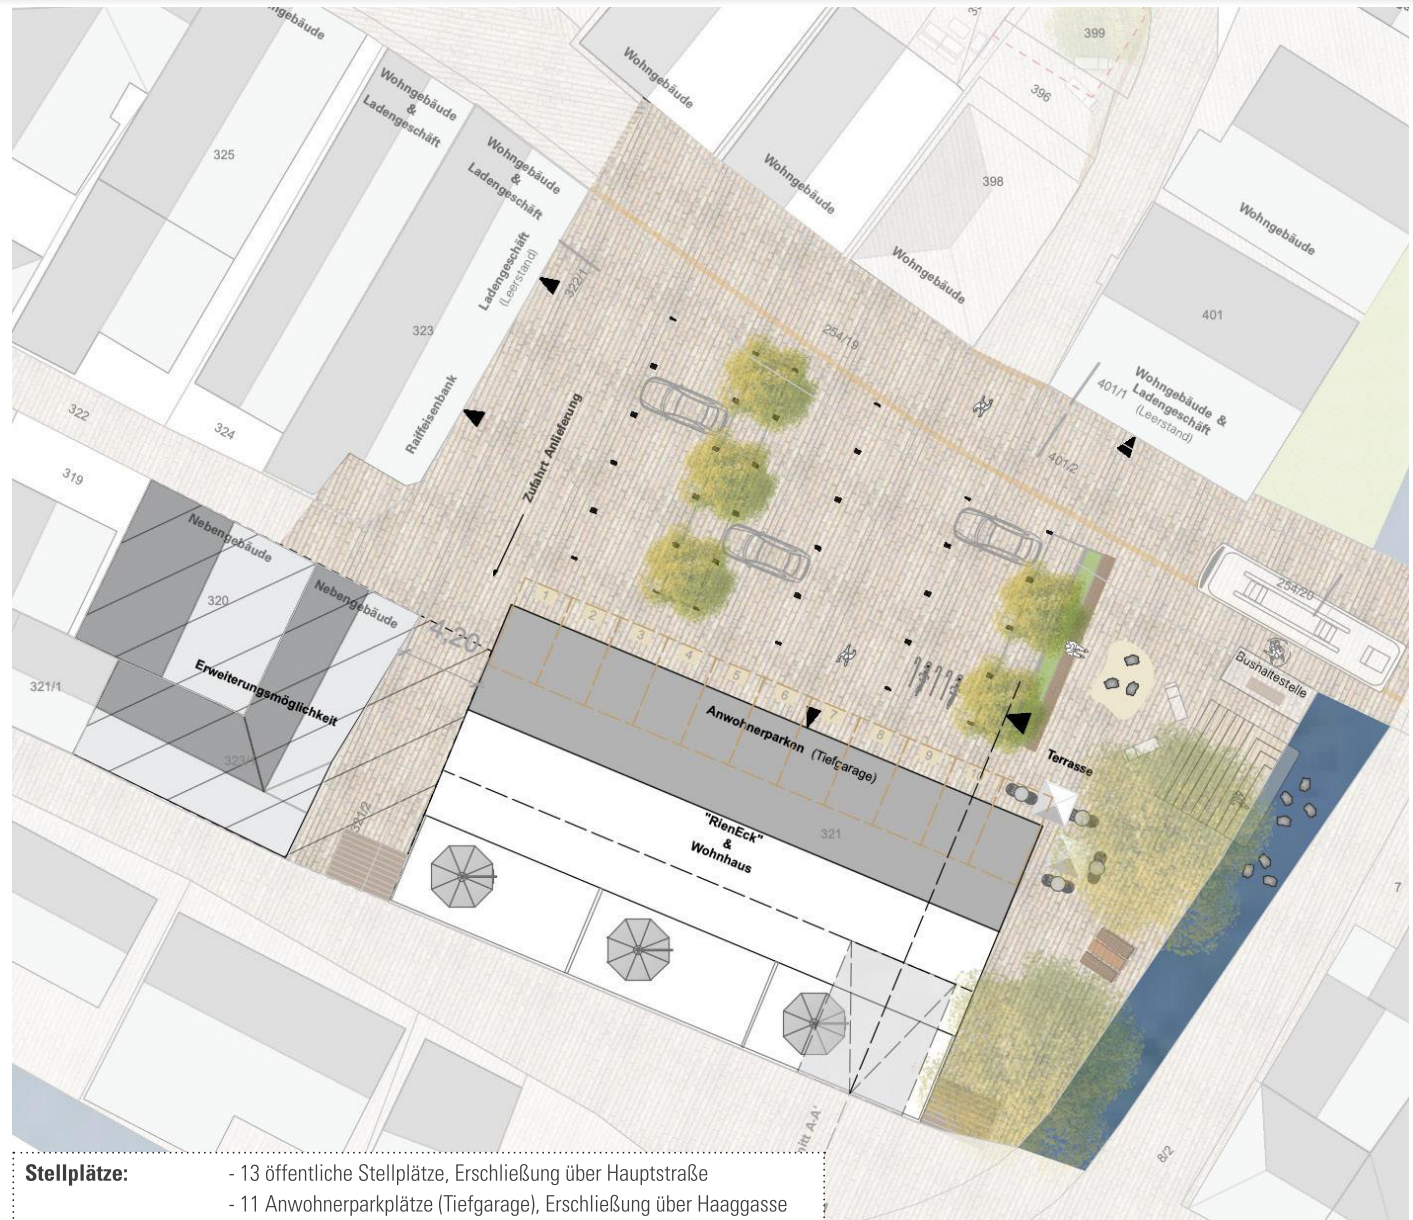 Wohngebäude
&
Ladengeschäft
Wohngebäude
&
Ladengeschäft
Ladengeschäft
(Leerstand)
322/1
325
323
Raiffeisenbank
324
322
319
Wohngebäude
Wohngebäude
Wohngebäude
399
396
398
Wohngebäude
401
Wohngebäude &
Ladengeschäft
(Leerstand)
401/1
401/2
254/19
254/20
Zufahrt Anlieferung
Nebengebäude
320
Nebengebäude
4,20
Erweiterungsmöglichkeit
321/1
321/2
1
2
3
4
5
6
7
8
9
10
Anwohnerparken (Tiefgarage)
"RienEck"
&
Wohnhaus
321
Bushaltestelle
Terrasse
7
8/2
Stellplätze:
- 13 öffentliche Stellplätze, Erschließung über Hauptstraße
- 11 Anwohnerparkplätze (Tiefgarage), Erschließung über Haaggasse